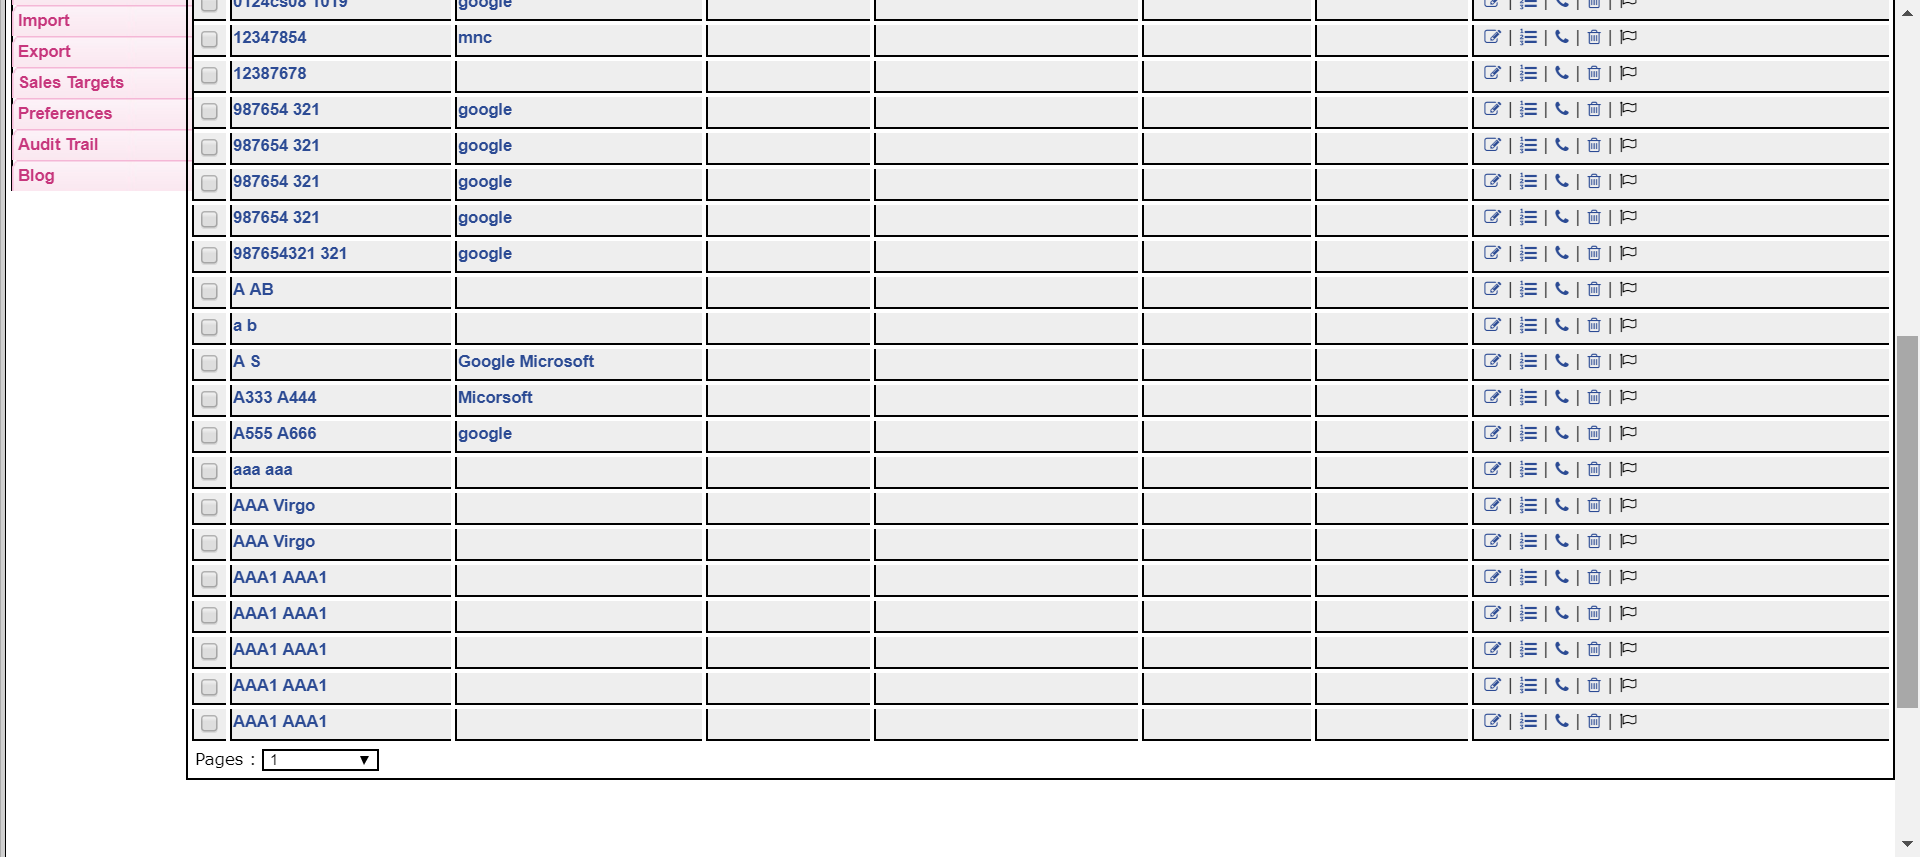 Import
Export
Sales Targets
Preferences
Audit Trail
Blog
0124cs08 1019 google
12347854 mnc
12387678
987654 321 google
987654 321 google
987654 321 google
987654 321 google
987654321 321 google
A AB
a b
A S Google Microsoft
A333 A444 Micorsoft
A555 A666 google
aaa aaa
AAA Virgo
AAA Virgo
AAA1 AAA1
AAA1 AAA1
AAA1 AAA1
AAA1 AAA1
AAA1 AAA1
Pages : 1